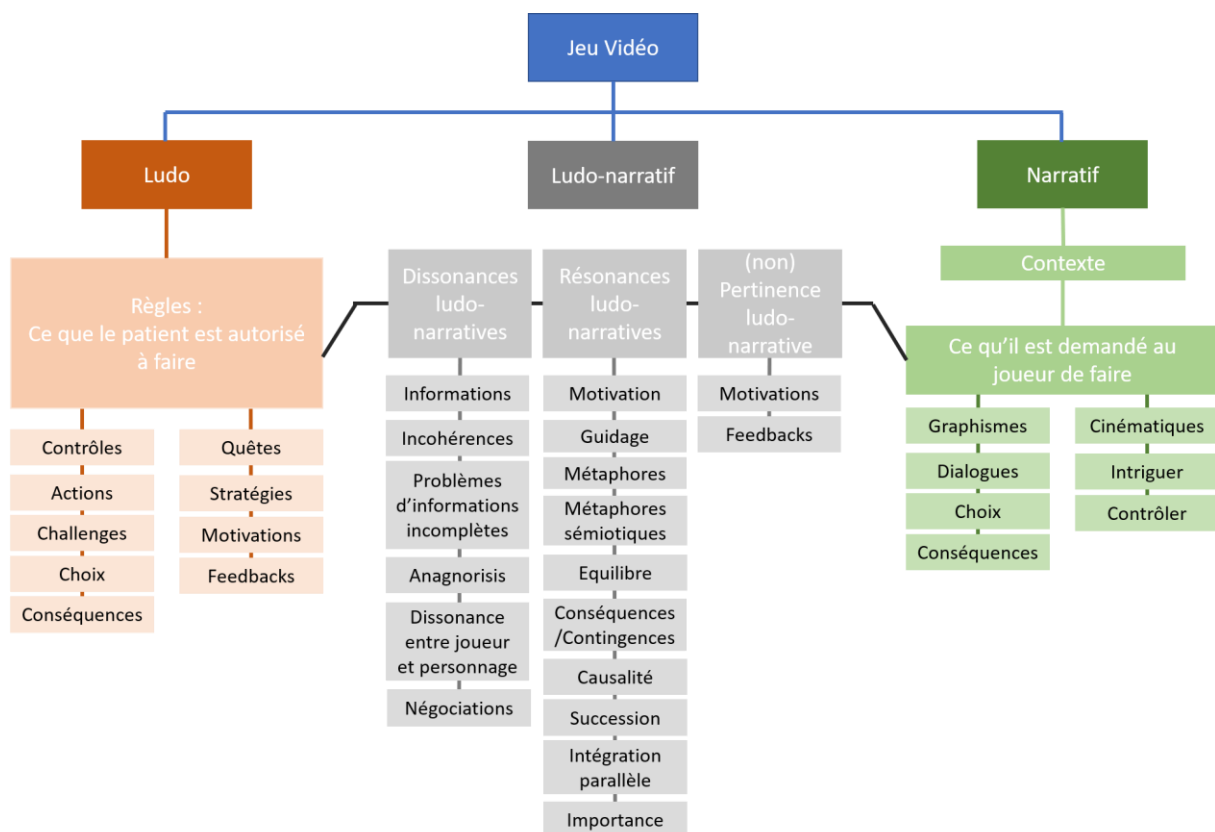 Jeu Vidéo
Ludo
Ludo-narratif
Narratif
Règles :
Ce que le patient est autorisé
à faire
Contrôles
Actions
Challenges
Choix
Conséquences
Quêtes
Stratégies
Motivations
Feedbacks
Dissonances
ludo-
narratives
Informations
Incohérences
Problèmes
d'informations
incomplètes
Anagnorisis
Dissonance
entre joueur
et personnage
Négociations
Résonances
ludo-
narratives
Motivation
Guidage
Métaphores
Métaphores
sémiotiques
Equilibre
Conséquences
/Contingences
Causalité
Succession
Intégration
parallèle
Importance
(non)
Pertinence
ludo-
narrative
Motivations
Feedbacks
Contexte
Ce qu'il est demandé au
joueur de faire
Graphismes
Dialogues
Choix
Conséquences
Cinématiques
Intriguer
Contrôler